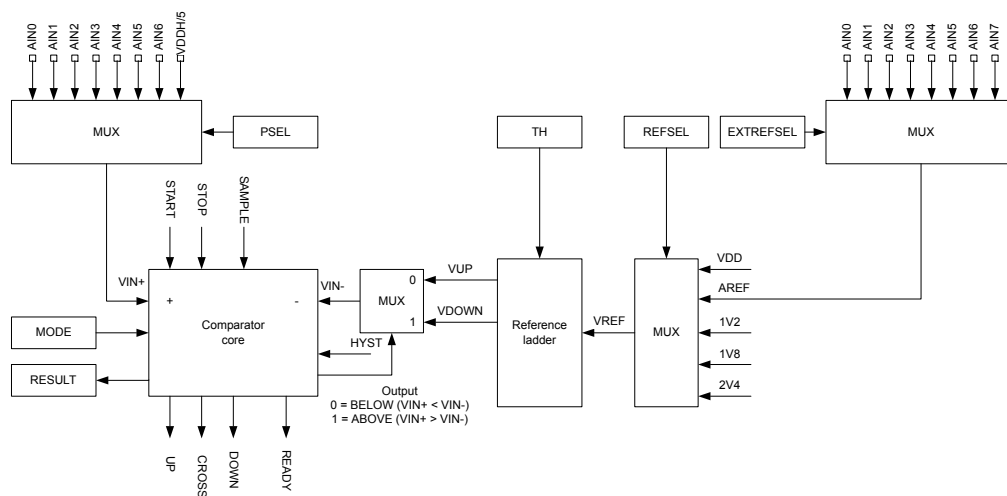 AIN0
AIN1
AIN2
AIN3
AIN4
AIN5
AIN6
VDDH/5
AIN0
AIN1
AIN2
AIN3
AIN4
AIN5
AIN6
AIN7
MUX
PSEL
TH
REFSEL
EXTREFSEL
MUX
START
STOP
SAMPLE
VIN+
+
-
VIN-
MUX
0
1
VUP
VDOWN
VDD
AREF
MODE
Comparator
core
HYST
Reference
ladder
VREF
MUX
1V2
1V8
2V4
RESULT
Output
0 = BELOW (VIN+ < VIN-)
1 = ABOVE (VIN+ > VIN-)
UP
CROSS
DOWN
READY